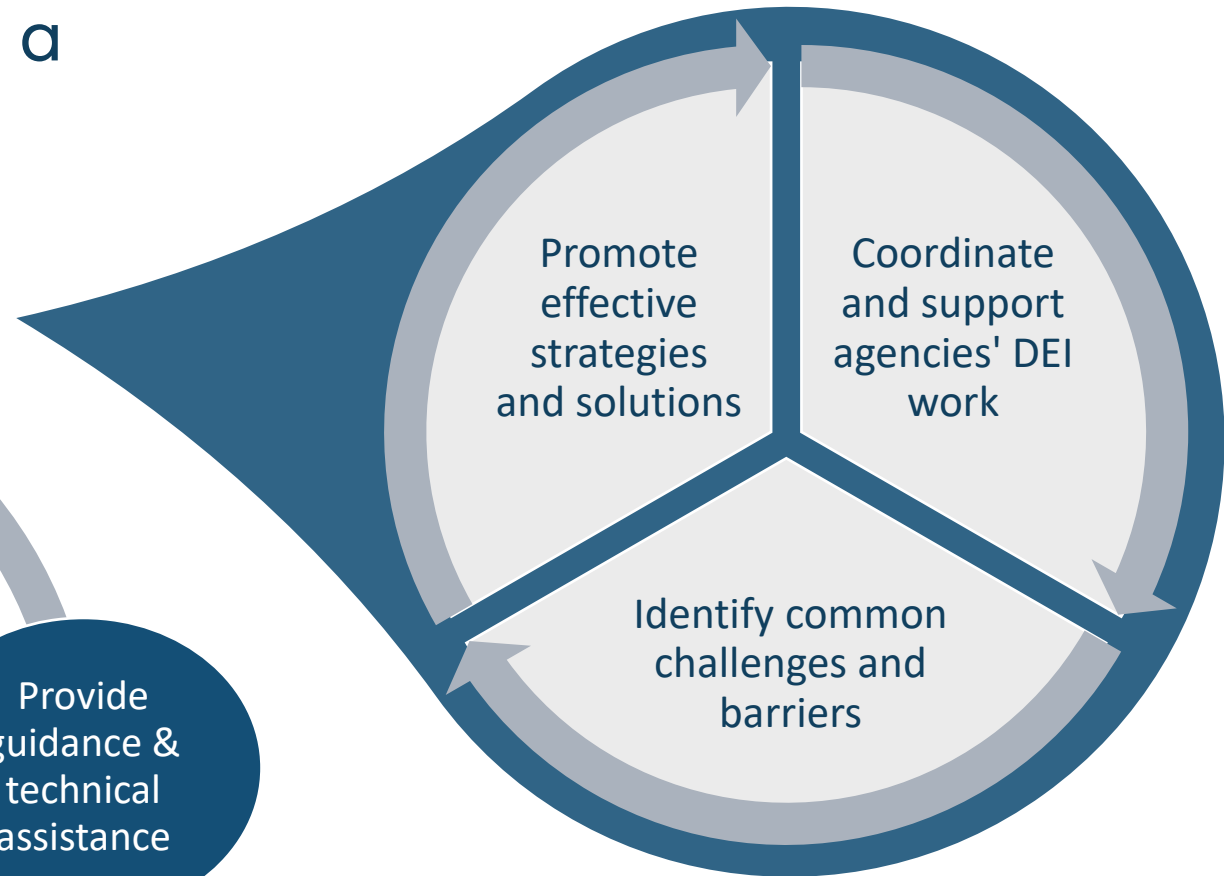 a
Promote
effective
strategies
and solutions
Coordinate
and support
agencies' DEI
work
Identify common
challenges and
barriers
Provide
guidance &
technical
assistance